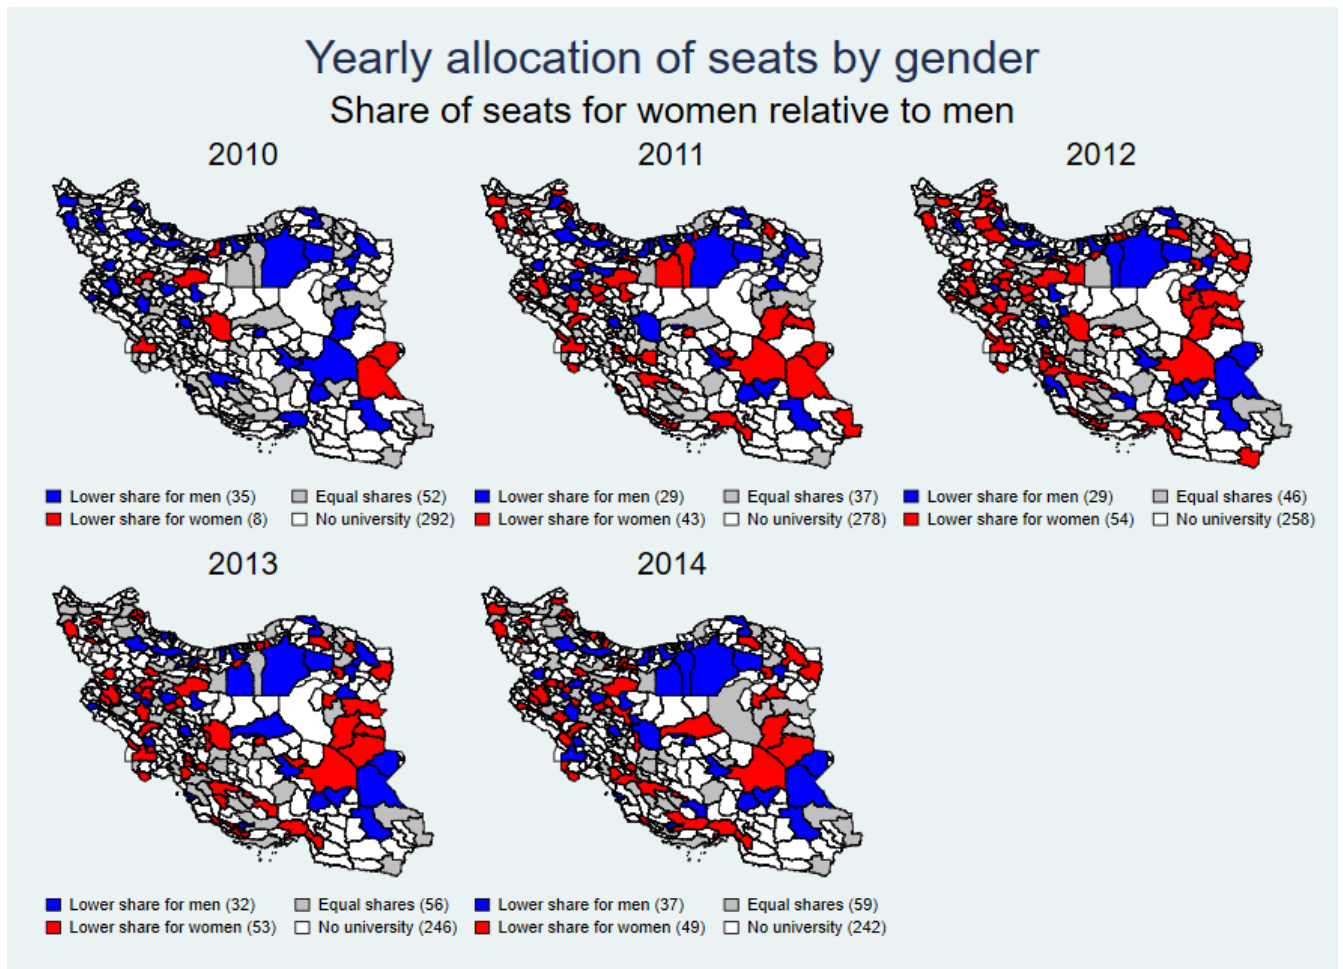 Yearly allocation of seats by gender
Share of seats for women relative to men
2010
2011
2012
Lower share for men (35)
Equal shares (52)
Lower share for women (8)
No university (292)
Lower share for men (29)
Equal shares (37)
Lower share for women (43)
No university (278)
Lower share for men (29)
Equal shares (46)
Lower share for women (54)
No university (258)
2013
2014
Lower share for men (32)
Equal shares (56)
Lower share for women (53)
No university (246)
Lower share for men (37)
Equal shares (59)
Lower share for women (49)
No university (242)